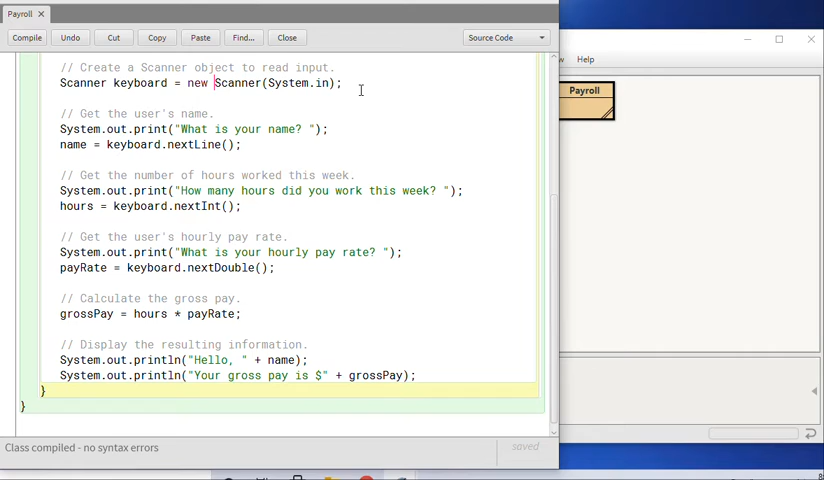 Payroll ✕
Compile Undo Cut Copy Paste Find... Close Source Code
Help
Payroll
// Create a Scanner object to read input.
Scanner keyboard = new Scanner(System.in);
// Get the user's name.
System.out.print("What is your name? ");
name = keyboard.nextLine();
// Get the number of hours worked this week.
System.out.print("How many hours did you work this week? ");
hours = keyboard.nextInt();
// Get the user's hourly pay rate.
System.out.print("What is your hourly pay rate? ");
payRate = keyboard.nextDouble();
// Calculate the gross pay.
grossPay = hours * payRate;
// Display the resulting information.
System.out.println("Hello, " + name);
System.out.println("Your gross pay is $" + grossPay);
}
}
Class compiled - no syntax errors
saved